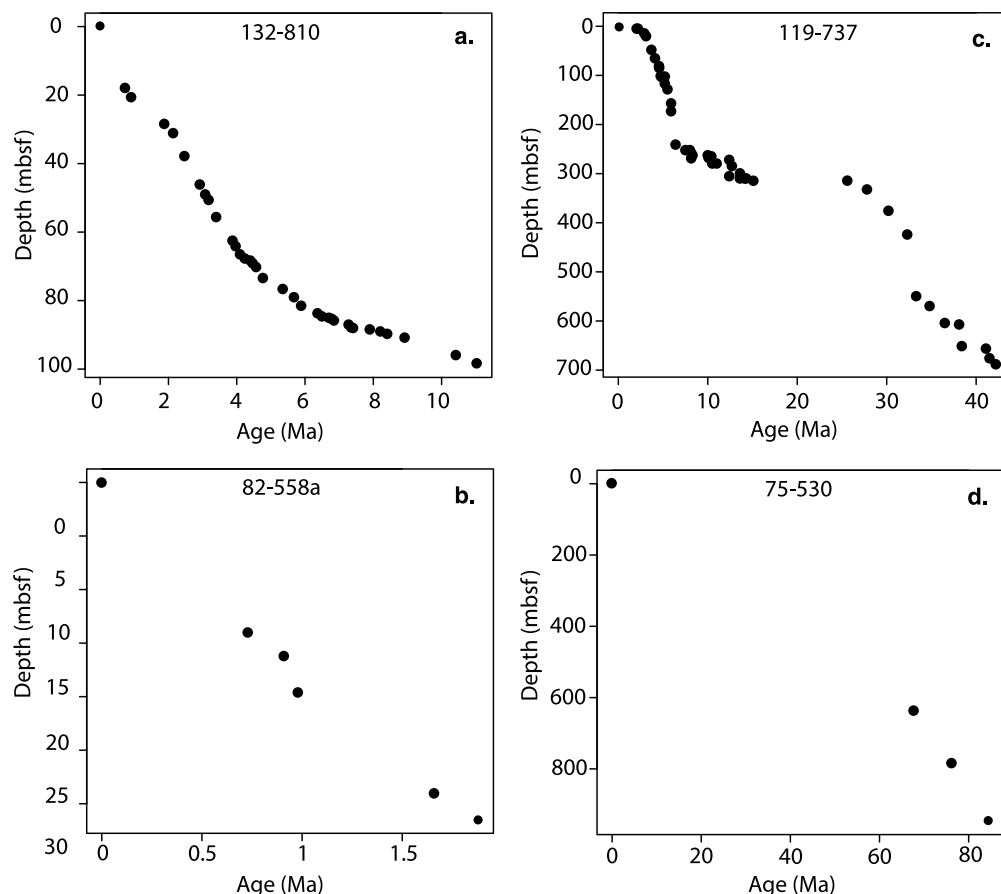 132-810
a.
0
20
40
60
80
100
Depth (mbsf)
0 2 4 6 8 10
Age (Ma)
119-737
c.
0
100
200
300
400
500
600
700
Depth (mbsf)
0 10 20 30 40
Age (Ma)
82-558a
b.
0
5
10
15
20
25
30
Depth (mbsf)
0 0.5 1 1.5
Age (Ma)
75-530
d.
0
200
400
600
800
Depth (mbsf)
0 20 40 60 80
Age (Ma)